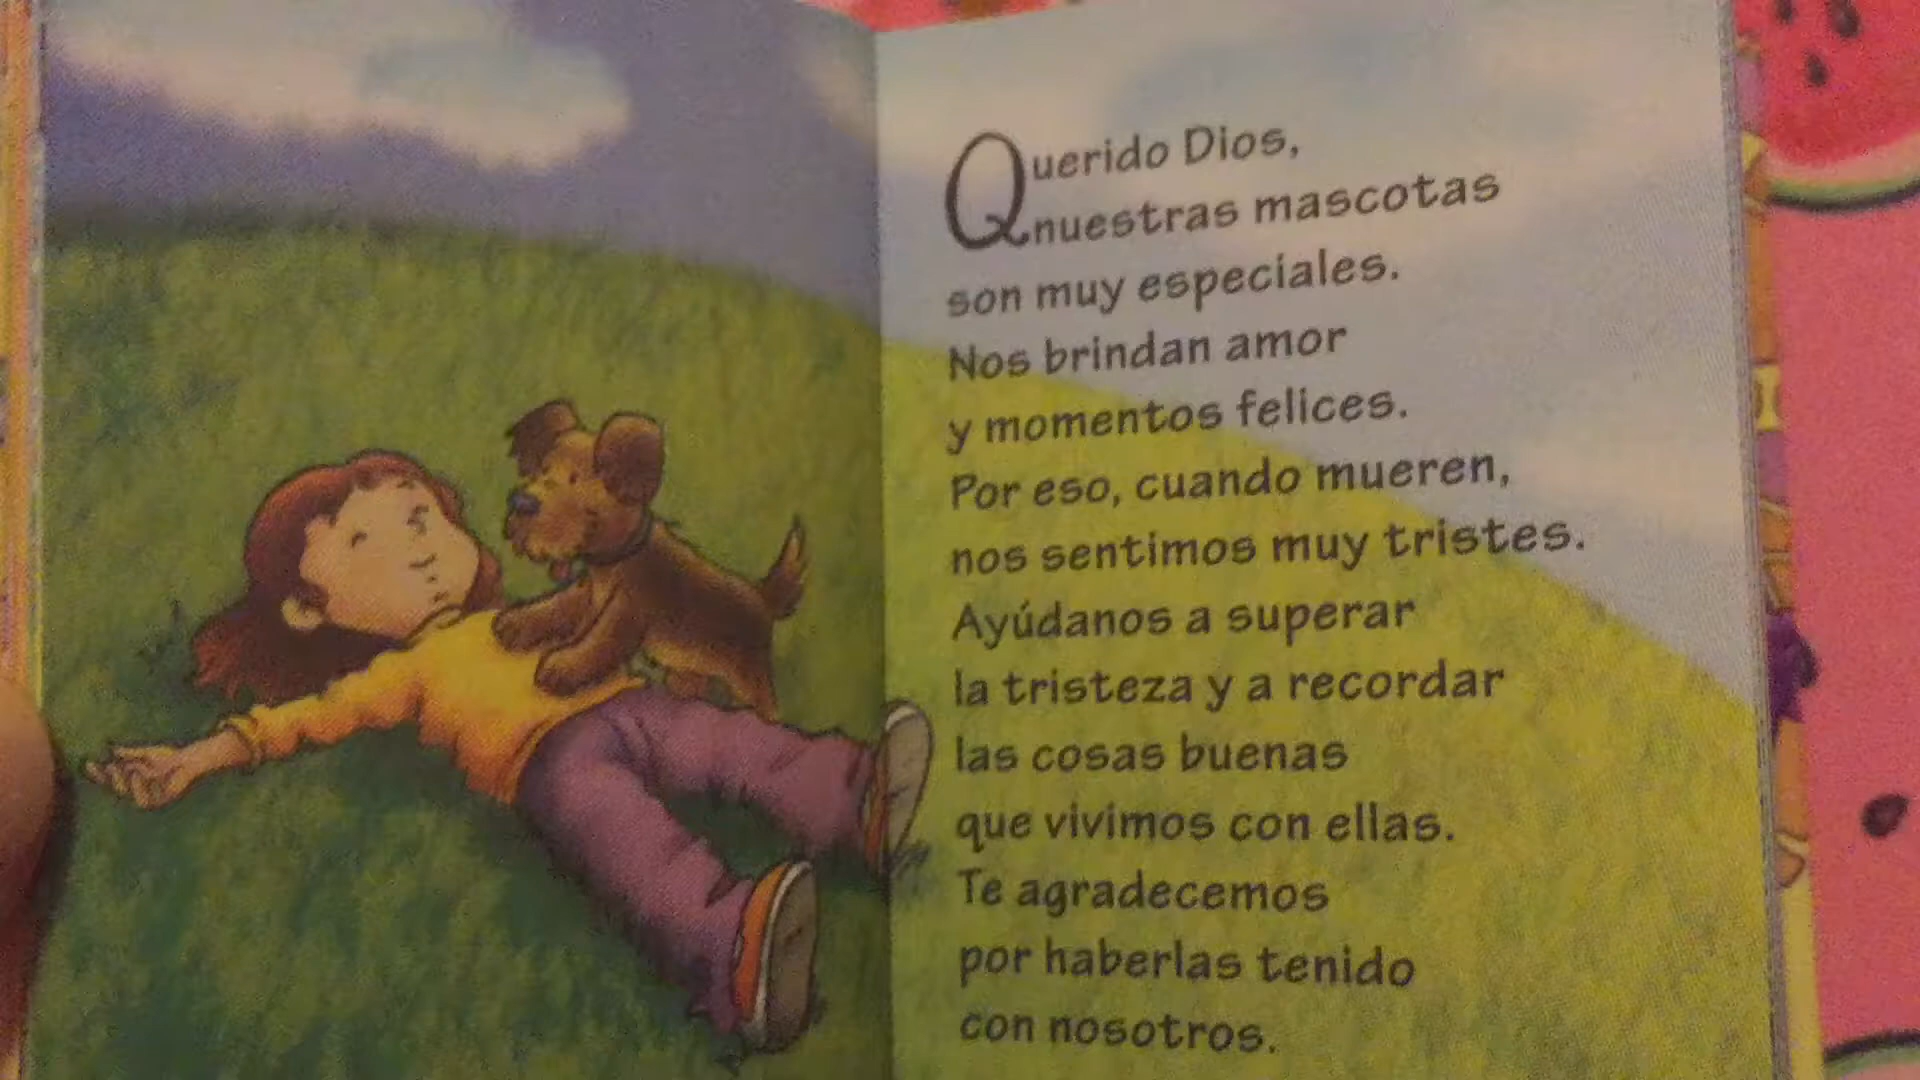 Querido Dios,
nuestras mascotas
son muy especiales.
Nos brindan amor
y momentos felices.
Por eso, cuando mueren,
nos sentimos muy tristes.
Ayúdanos a superar
la tristeza y a recordar
las cosas buenas
que vivimos con ellas.
Te agradecemos
por haberlas tenido
con nosotros.